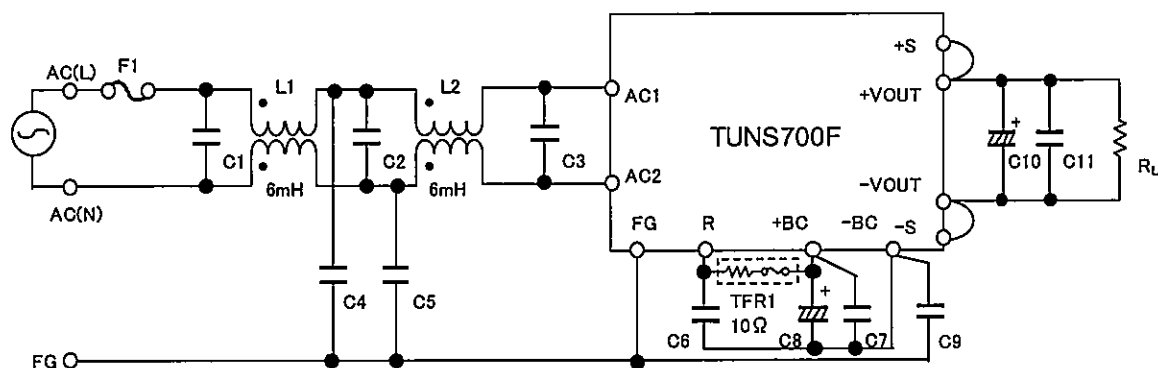 AC(L)
F1
L1
L2
C1
C2
C3
6mH
6mH
AC(N)
AC1
AC2
TUNS700F
+S
+VOUT
-VOUT
-S
FG
R
+BC
-BC
+
C10
C11
RL
C4
C5
TFR1
10Ω
+
C6
C8
C7
C9
FG